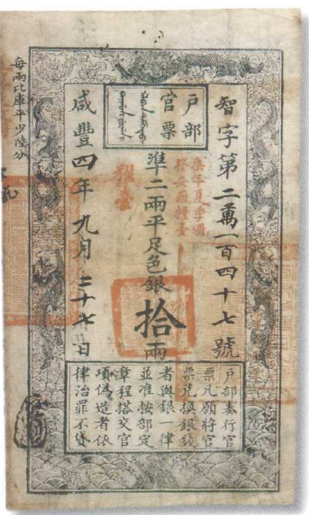 智字第二萬一百四十七號
户部
官票
準二兩平足色銀拾兩
糧臺
咸豐四年九月二十日
每兩比庫平少陸分
户部奏行官
票凡願將官
票兌換銀錢
者與銀一律
並准按部定
章程搭交官
項偽造者依
律治罪不貸